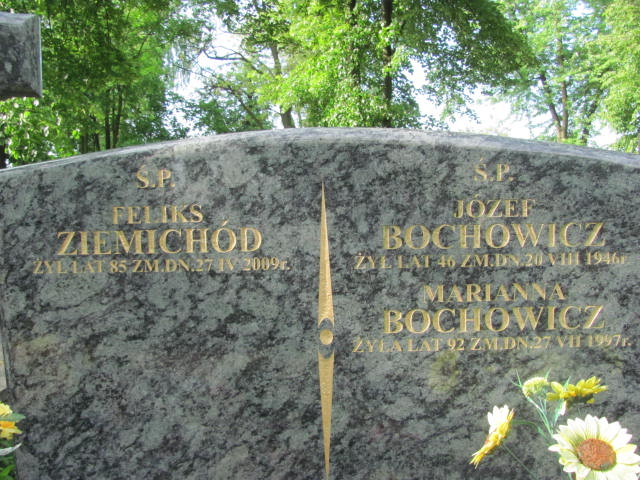 Ś.P.
FELIKS
ZIEMICHÓD
ŻYŁ LAT 85 ZM.DN.27 IV 2009r.
Ś.P.
JÓZEF
BOCHOWICZ
ŻYŁ LAT 46 ZM.DN.20 VIII 1946r.
MARIANNA
BOCHOWICZ
ŻYŁA LAT 92 ZM.DN.27 VII 1997r.